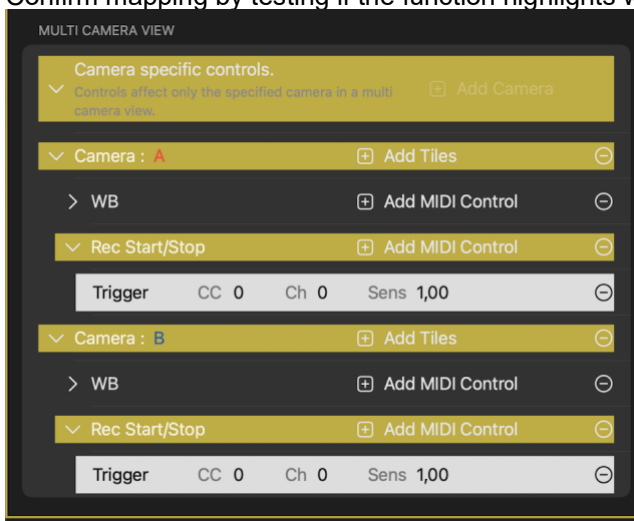 Confirm mapping by testing if the function highlights
MULTI CAMERA VIEW
Camera specific controls.
Controls affect only the specified camera in a multi
camera view.
Add Camera
Camera : A Add Tiles
WB Add MIDI Control
Rec Start/Stop Add MIDI Control
Trigger CC 0 Ch 0 Sens 1,00
Camera : B Add Tiles
WB Add MIDI Control
Rec Start/Stop Add MIDI Control
Trigger CC 0 Ch 0 Sens 1,00